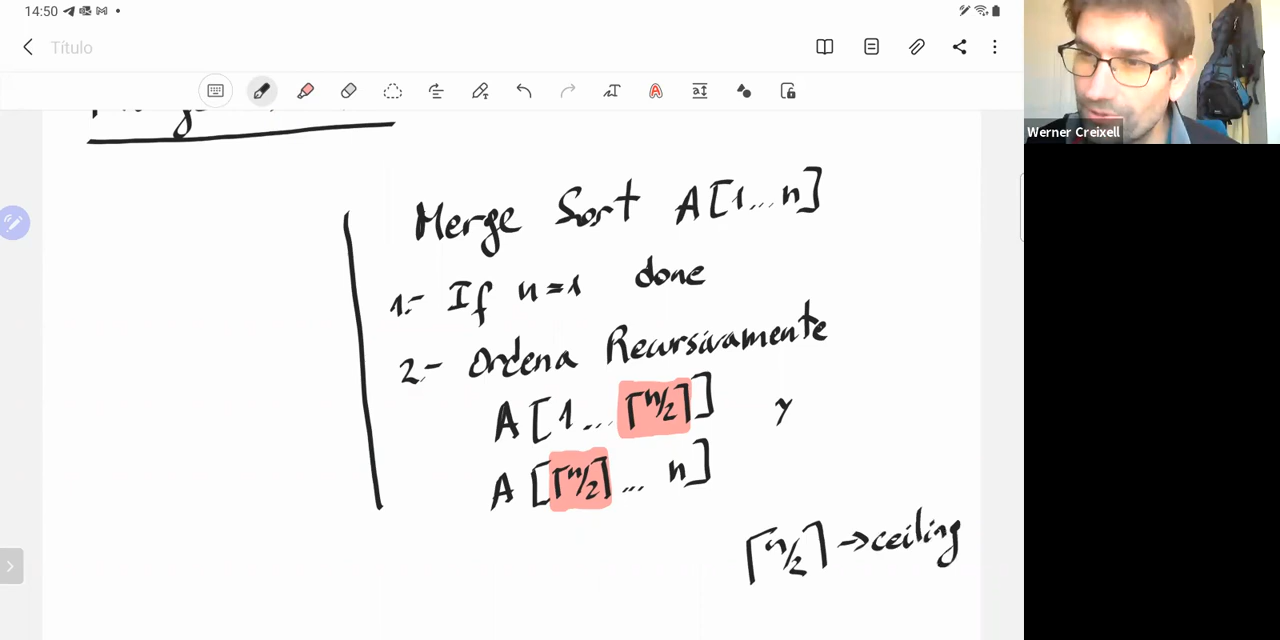 14:50
Título
Werner Creixell
Merge Sort A[1...n]
1.- If n=1 done
2.- Ordena Recursivamente
A[1...⌈n/2⌉] y
A[⌈n/2⌉...n]
⌈n/2⌉→ceiling